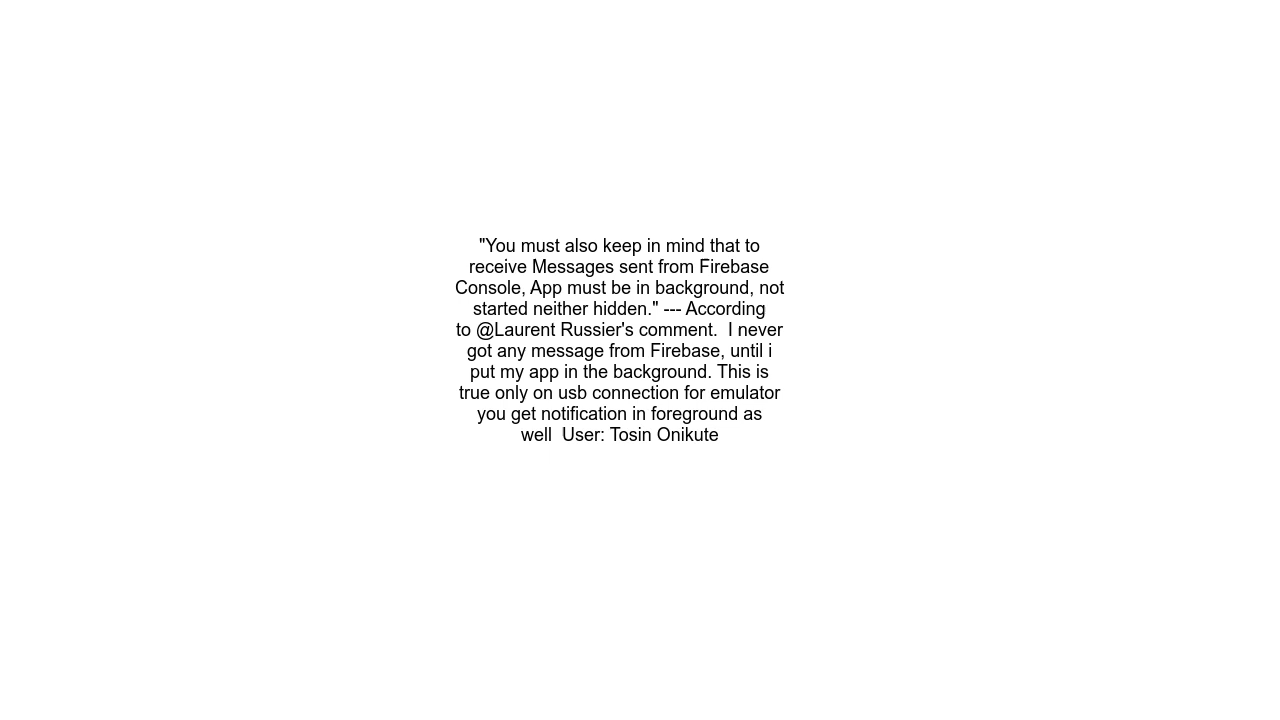 "You must also keep in mind that to
receive Messages sent from Firebase
Console, App must be in background, not
started neither hidden." --- According
to @Laurent Russier's comment.  I never
got any message from Firebase, until i
put my app in the background. This is
true only on usb connection for emulator
you get notification in foreground as
well  User: Tosin Onikute